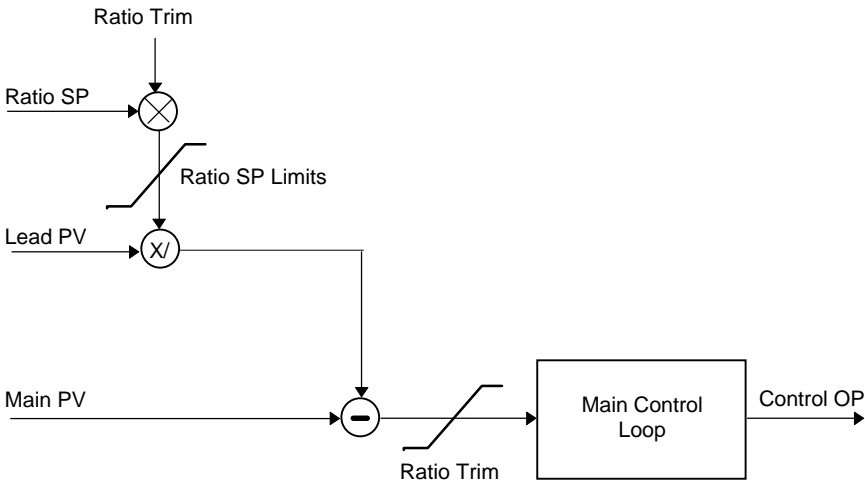 Ratio Trim
Ratio SP
Ratio SP Limits
Lead PV
X/
Main PV
Main Control
Loop
Control OP
Ratio Trim